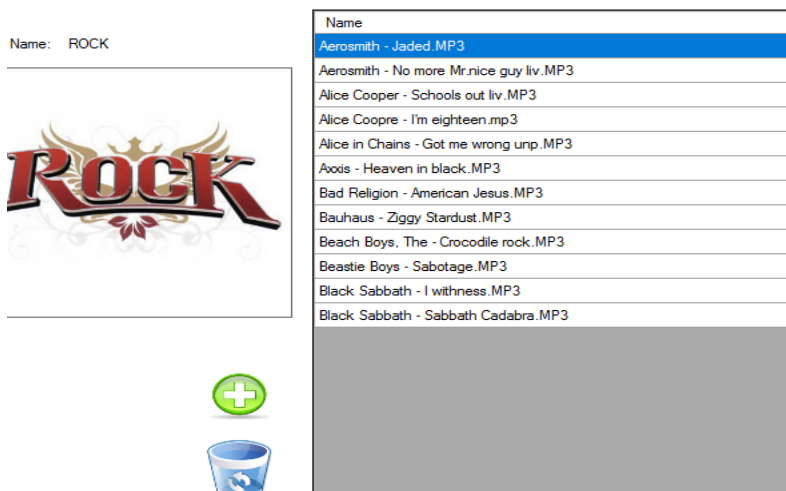 Name: ROCK
ROCK
Name
Aerosmith - Jaded.MP3
Aerosmith - No more Mr.nice guy liv.MP3
Alice Cooper - Schools out liv.MP3
Alice Coopre - I'm eighteen.mp3
Alice in Chains - Got me wrong unp.MP3
Axxis - Heaven in black.MP3
Bad Religion - American Jesus.MP3
Bauhaus - Ziggy Stardust.MP3
Beach Boys, The - Crocodile rock.MP3
Beastie Boys - Sabotage.MP3
Black Sabbath - I withness.MP3
Black Sabbath - Sabbath Cadabra.MP3